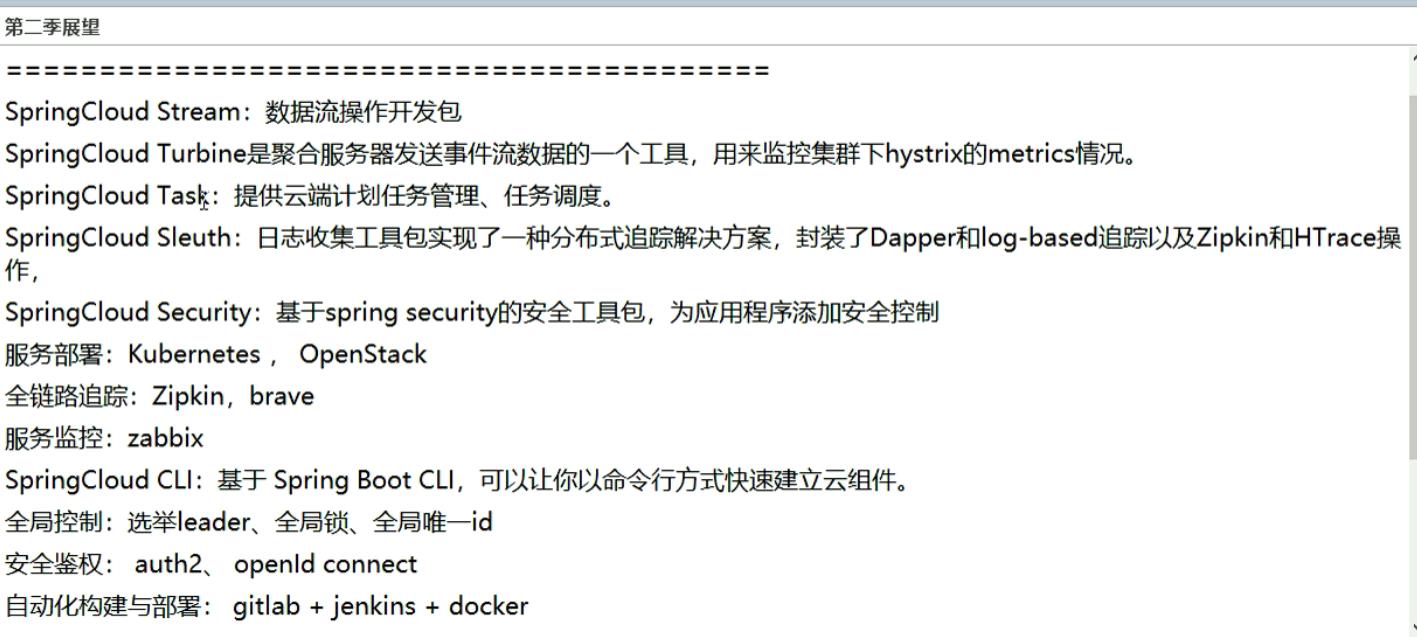 第二季展望
=========================================
SpringCloud Stream：数据流操作开发包
SpringCloud Turbine是聚合服务器发送事件流数据的一个工具，用来监控集群下hystrix的metrics情况。
SpringCloud Task：提供云端计划任务管理、任务调度。
SpringCloud Sleuth：日志收集工具包实现了一种分布式追踪解决方案，封装了Dapper和log-based追踪以及Zipkin和HTrace操
作，
SpringCloud Security：基于spring security的安全工具包，为应用程序添加安全控制
服务部署：Kubernetes ， OpenStack
全链路追踪：Zipkin，brave
服务监控：zabbix
SpringCloud CLI：基于 Spring Boot CLI，可以让你以命令行方式快速建立云组件。
全局控制：选举leader、全局锁、全局唯一id
安全鉴权： auth2、 openId connect
自动化构建与部署： gitlab + jenkins + docker